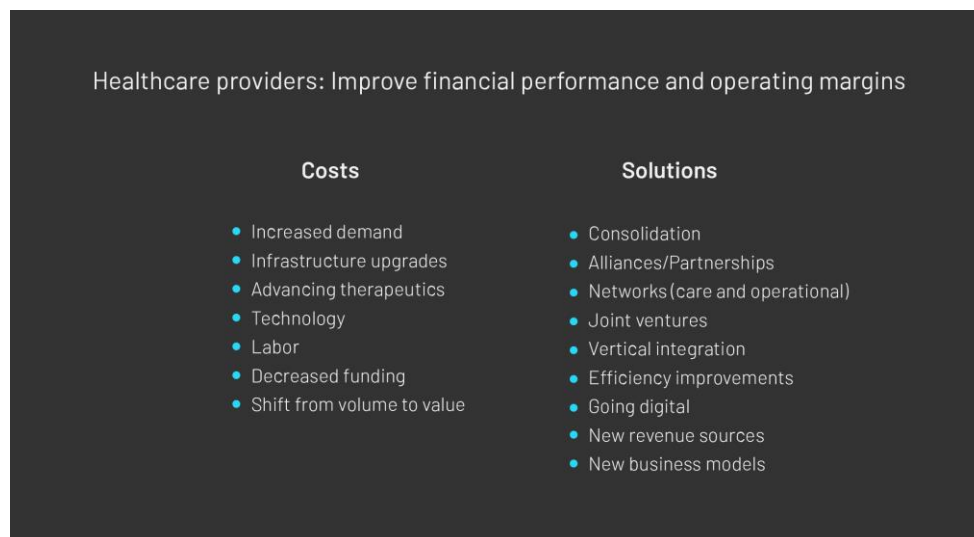 Healthcare providers: Improve financial performance and operating margins
Costs
Increased demand
Infrastructure upgrades
Advancing therapeutics
Technology
Labor
Decreased funding
Shift from volume to value
Solutions
Consolidation
Alliances/Partnerships
Networks (care and operational)
Joint ventures
Vertical integration
Efficiency improvements
Going digital
New revenue sources
New business models